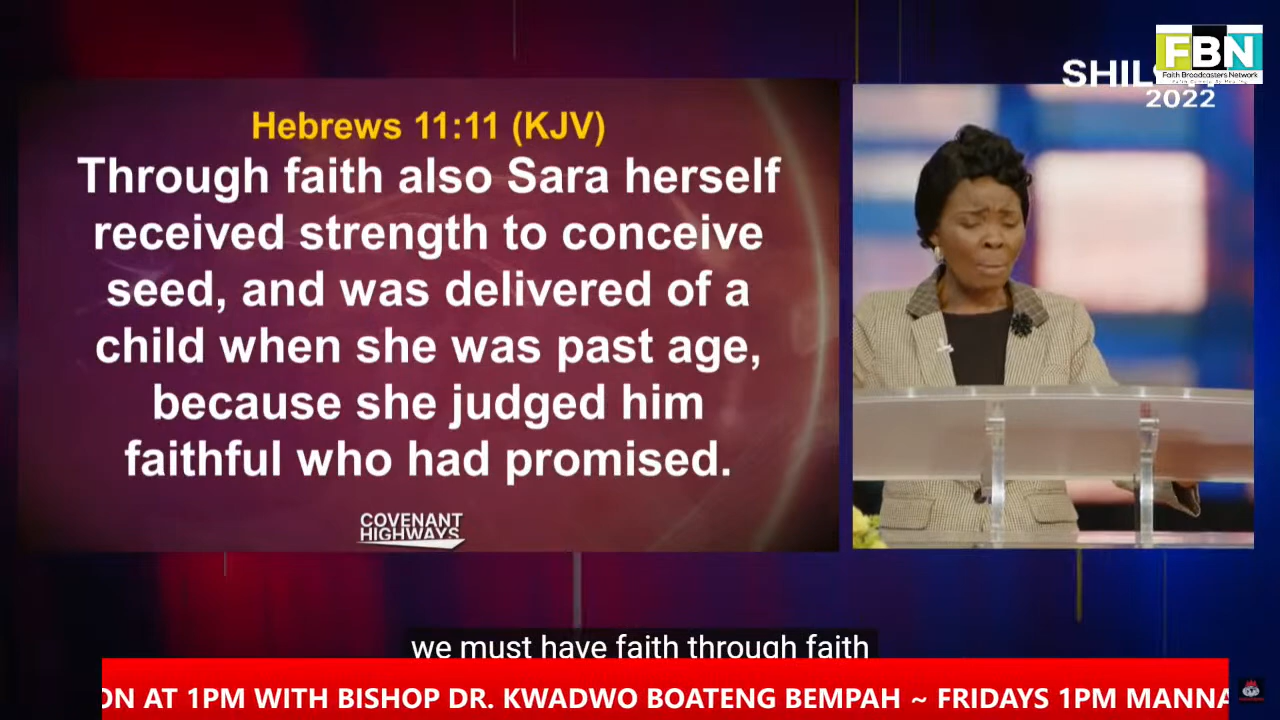 FBN
Faith Broadcasters Network
SHIL
2022
Hebrews 11:11 (KJV)
Through faith also Sara herself
received strength to conceive
seed, and was delivered of a
child when she was past age,
because she judged him
faithful who had promised.
COVENANT
HIGHWAYS
we must have faith through faith
ON AT 1PM WITH BISHOP DR. KWADWO BOATENG BEMPAH ~ FRIDAYS 1PM MANNA